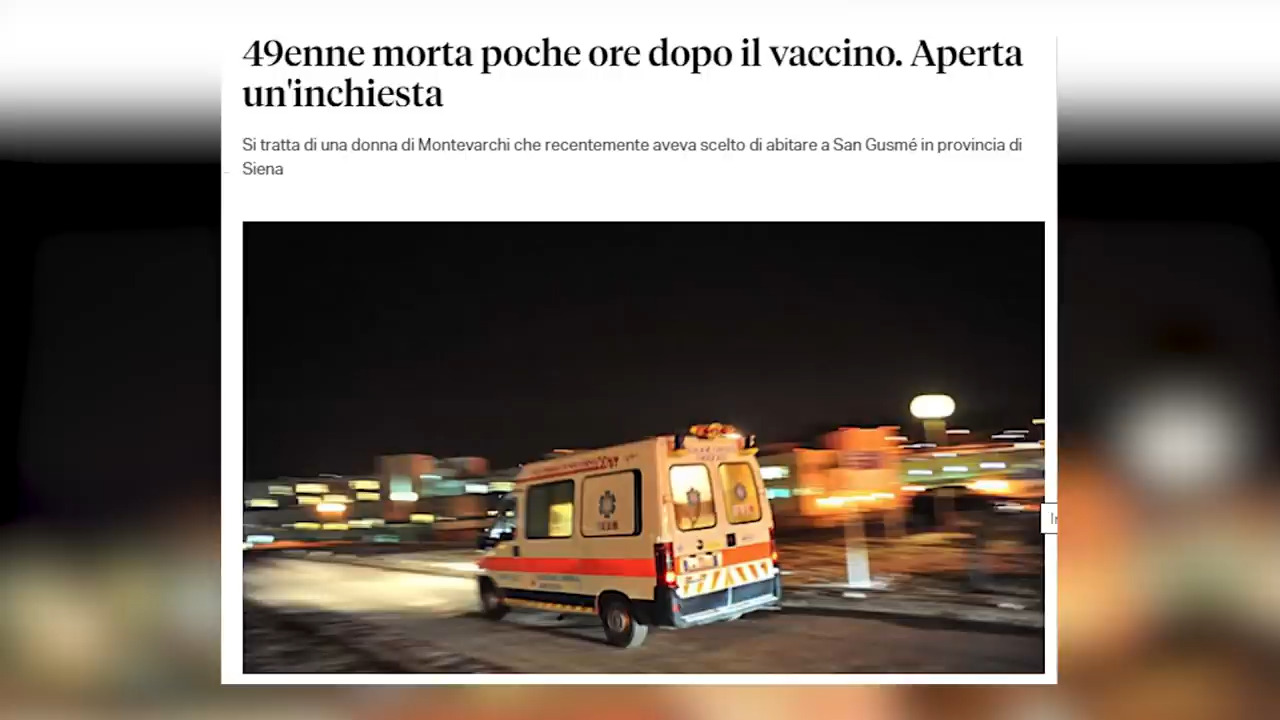 49enne morta poche ore dopo il vaccino. Aperta
un'inchiesta
Si tratta di una donna di Montevarchi che recentemente aveva scelto di abitare a San Gusmé in provincia di
Siena